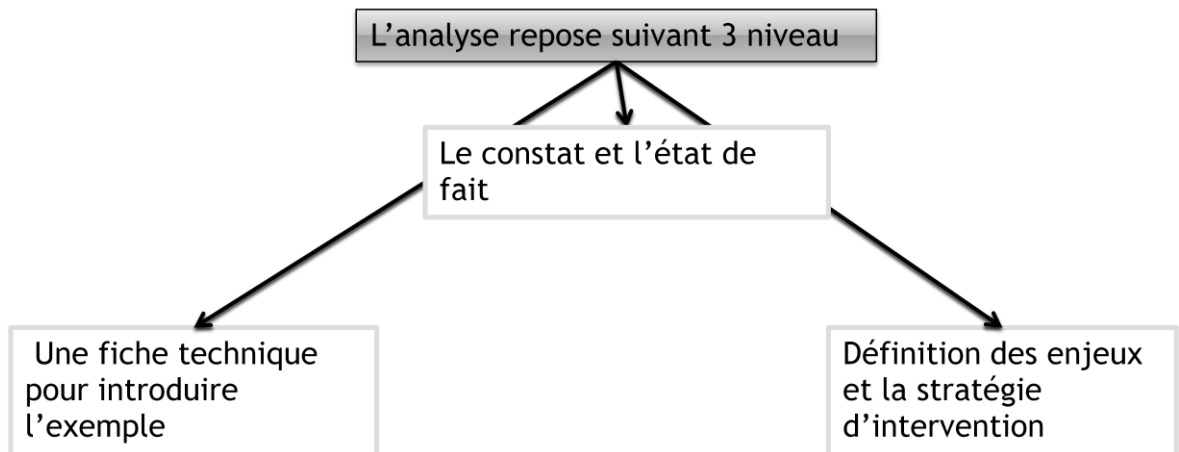 L’analyse repose suivant 3 niveau
Le constat et l’état de
fait
Une fiche technique
pour introduire
l’exemple
Définition des enjeux
et la stratégie
d’intervention